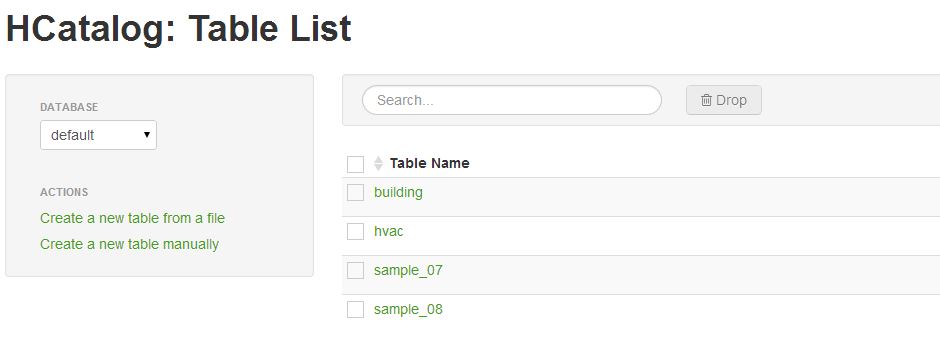 HCatalog: Table List
DATABASE
default
ACTIONS
Create a new table from a file
Create a new table manually
Search...
Drop
Table Name
building
hvac
sample_07
sample_08